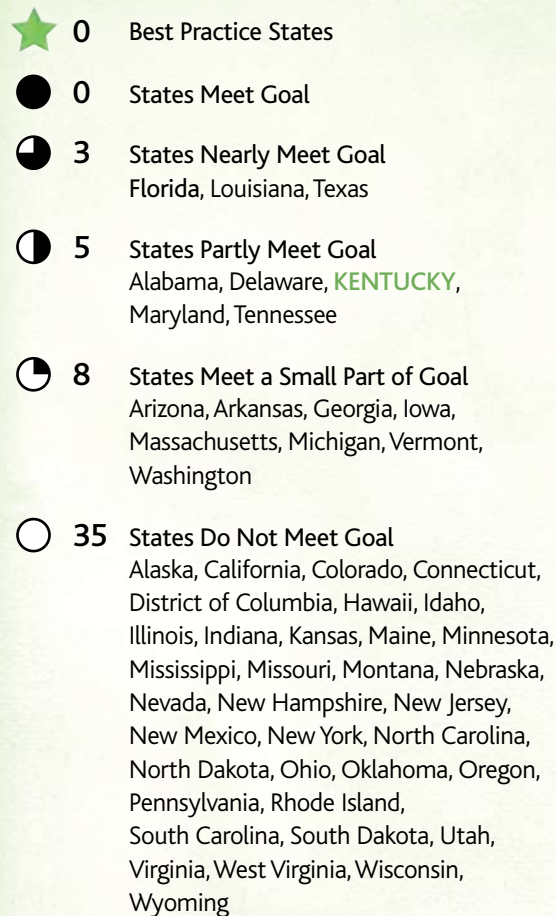 0 Best Practice States
0 States Meet Goal
3 States Nearly Meet Goal
Florida, Louisiana, Texas
5 States Partly Meet Goal
Alabama, Delaware, KENTUCKY,
Maryland, Tennessee
8 States Meet a Small Part of Goal
Arizona, Arkansas, Georgia, Iowa,
Massachusetts, Michigan, Vermont,
Washington
35 States Do Not Meet Goal
Alaska, California, Colorado, Connecticut,
District of Columbia, Hawaii, Idaho,
Illinois, Indiana, Kansas, Maine, Minnesota,
Mississippi, Missouri, Montana, Nebraska,
Nevada, New Hampshire, New Jersey,
New Mexico, New York, North Carolina,
North Dakota, Ohio, Oklahoma, Oregon,
Pennsylvania, Rhode Island,
South Carolina, South Dakota, Utah,
Virginia, West Virginia, Wisconsin,
Wyoming